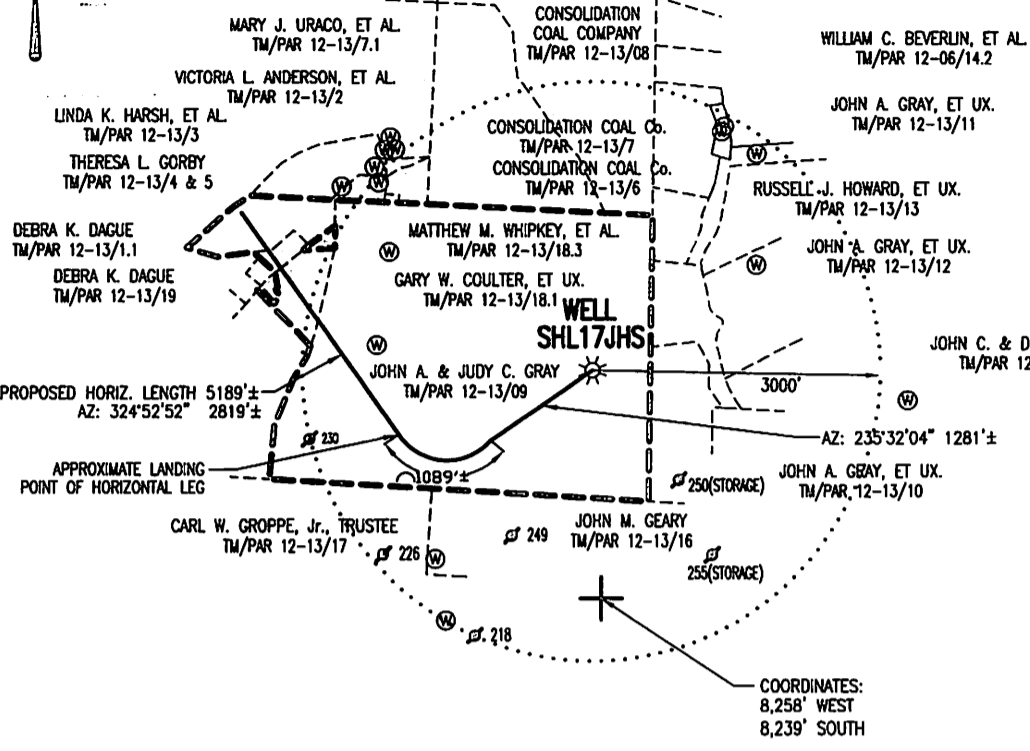 MARY J. URACO, ET AL.
TM/PAR 12-13/7.1
CONSOLIDATION
COAL COMPANY
TM/PAR 12-13/08
WILLIAM C. BEVERLIN, ET AL.
TM/PAR 12-06/14.2
VICTORIA L. ANDERSON, ET AL.
TM/PAR 12-13/2
LINDA K. HARSH, ET AL.
TM/PAR 12-13/3
JOHN A. GRAY, ET UX.
TM/PAR 12-13/11
CONSOLIDATION COAL Co.
TM/PAR 12-13/7
THERESA L. GORBY
TM/PAR 12-13/4 & 5
CONSOLIDATION COAL Co.
TM/PAR 12-13/6
RUSSELL J. HOWARD, ET UX.
TM/PAR 12-13/13
DEBRA K. DAGUE
TM/PAR 12-13/1.1
MATTHEW M. WHIPKEY, ET AL.
TM/PAR 12-13/18.3
JOHN A. GRAY, ET UX.
TM/PAR 12-13/12
DEBRA K. DAGUE
TM/PAR 12-13/19
GARY W. COULTER, ET UX.
TM/PAR 12-13/18.1
WELL
SHL17JHS
JOHN C. & D
TM/PAR 12
JOHN A. & JUDY C. GRAY
TM/PAR 12-13/09
3000'
PROPOSED HORIZ. LENGTH 5189'±
AZ: 324°52'52" 2819'±
AZ: 235°32'04" 1281'±
230
APPROXIMATE LANDING
POINT OF HORIZONTAL LEG
1089'±
250(STORAGE)
JOHN A. GRAY, ET UX.
TM/PAR 12-13/10
CARL W. GROPPE, Jr., TRUSTEE
TM/PAR 12-13/17
JOHN M. GEARY
TM/PAR 12-13/16
249
226
255(STORAGE)
218
W
W
W
W
W
W
W
W
W
W
W
W
COORDINATES:
8,258' WEST
8,239' SOUTH